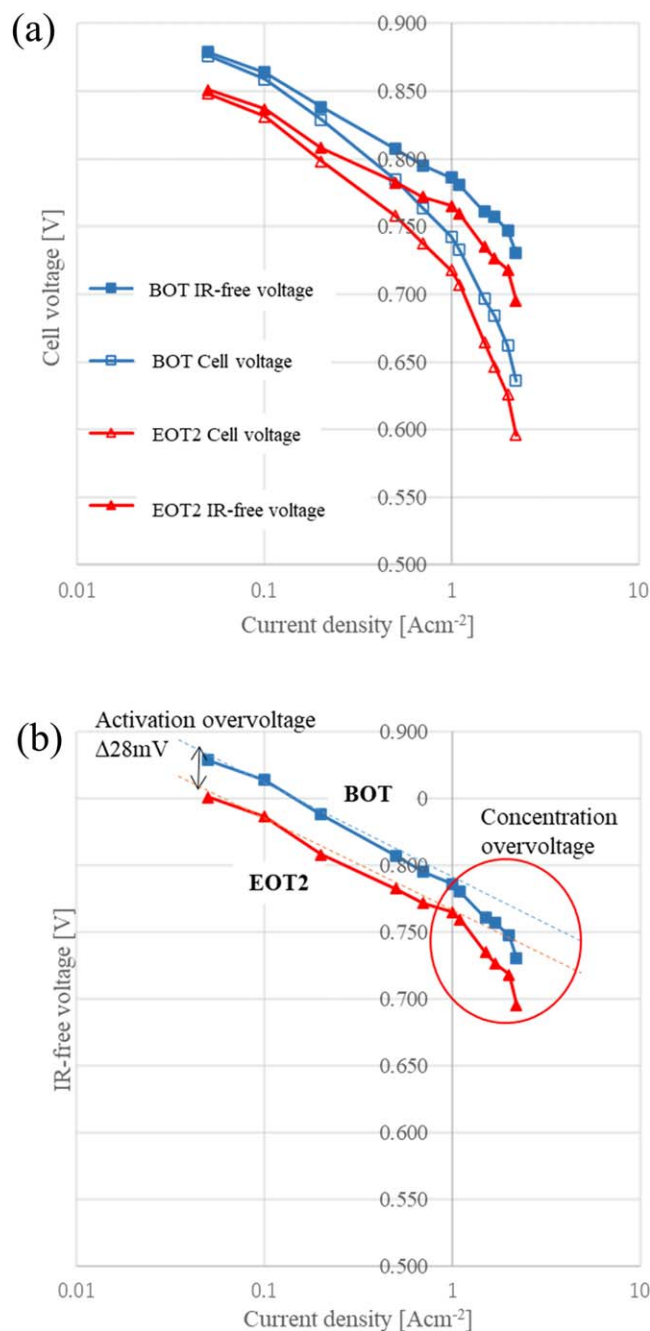 (a)
0.900
0.850
0.800
0.750
0.700
0.650
0.600
0.550
0.500
Cell voltage [V]
BOT IR-free voltage
BOT Cell voltage
EOT2 Cell voltage
EOT2 IR-free voltage
0.01
0.1
1
10
Current density [Acm-2]
(b)
Activation overvoltage
Δ28mV
BOT
EOT2
Concentration
overvoltage
0.900
0
0.800
0.750
0.700
0.650
0.600
0.550
0.500
IR-free voltage [V]
0.01
0.1
1
10
Current density [Acm-2]